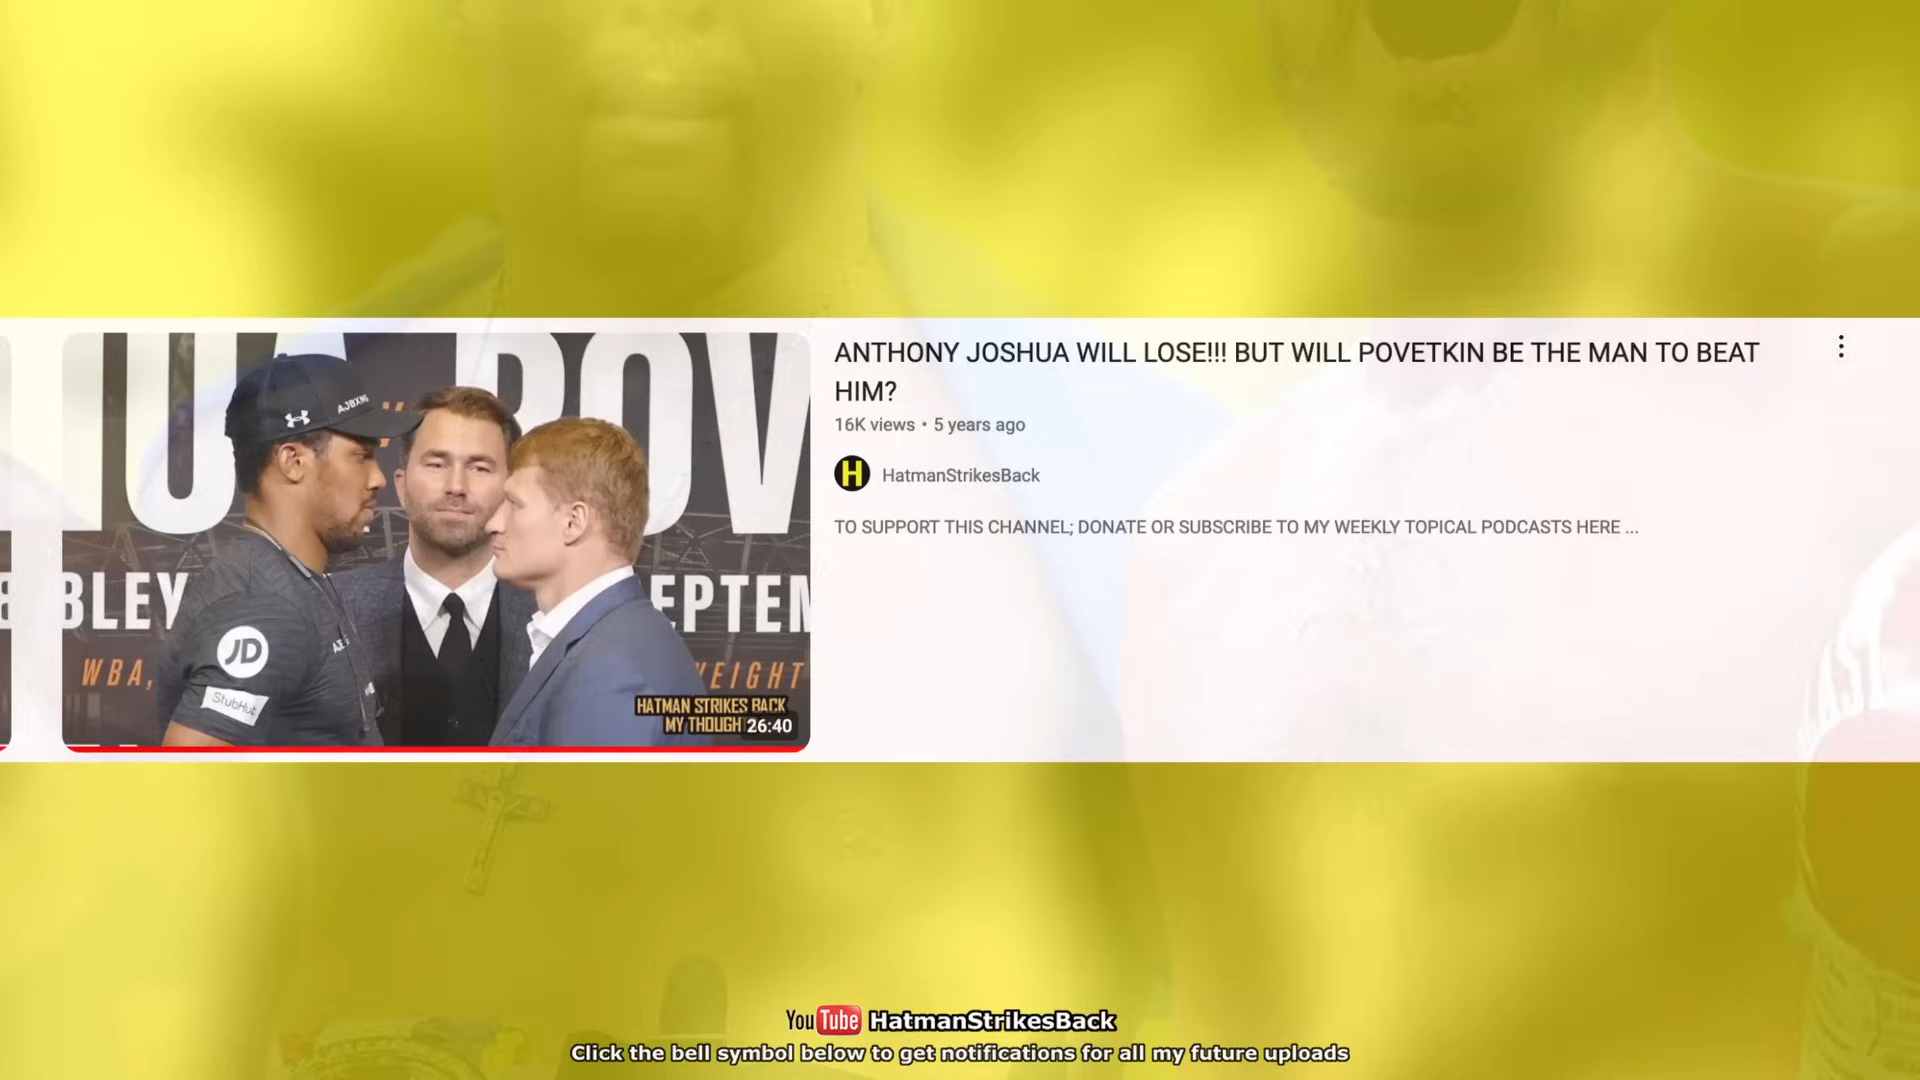 ANTHONY JOSHUA WILL LOSE!!! BUT WILL POVETKIN BE THE MAN TO BEAT
HIM?
16K views • 5 years ago
H HatmanStrikesBack
TO SUPPORT THIS CHANNEL; DONATE OR SUBSCRIBE TO MY WEEKLY TOPICAL PODCASTS HERE ...
POV
AJBXNG
BLEY
EPTEM
JD
WBA,
EIGHT
StubHub
HATMAN STRIKES BACK
MY THOUGH
26:40
YouTube HatmanStrikesBack
Click the bell symbol below to get notifications for all my future uploads